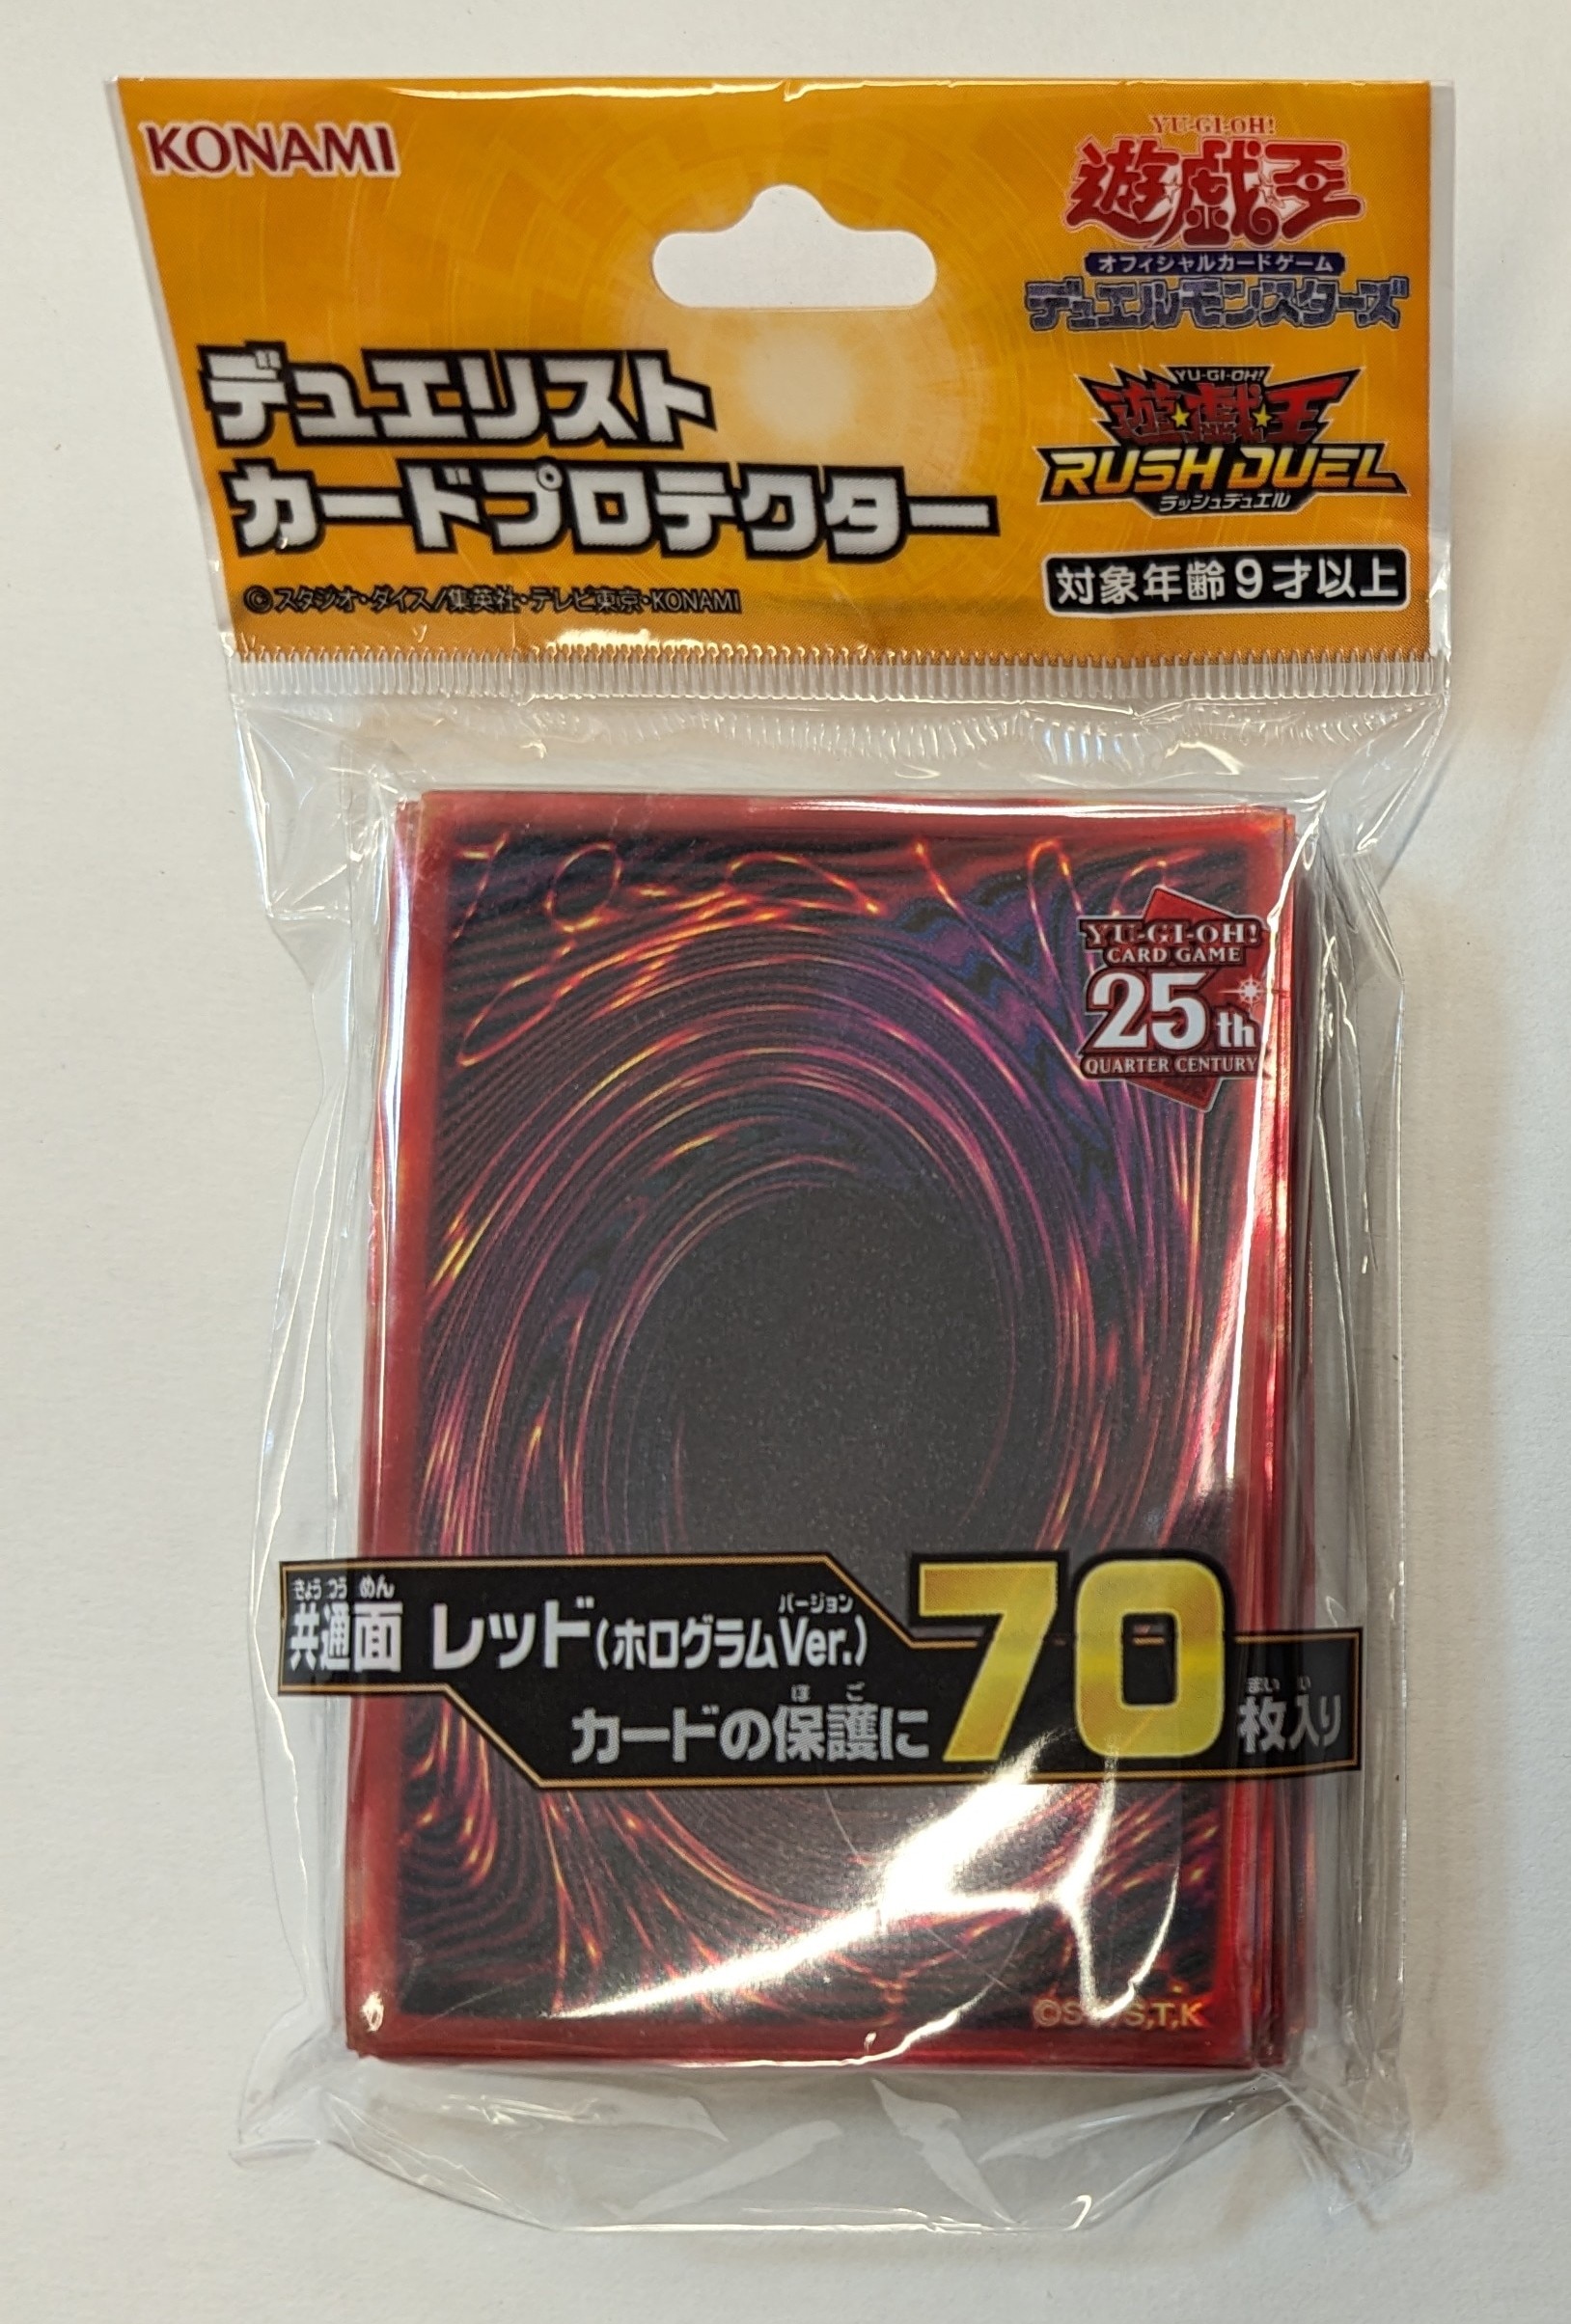 KONAMI
YU-GI-OH!
遊戯王
オフィシャルカードゲーム
デュエルモンスターズ
デュエリスト
カードプロテクター
YU-GI-OH!
遊☆戯☆王
RUSH DUEL
ラッシュデュエル
©スタジオ・ダイス/集英社・テレビ東京・KONAMI
対象年齢9才以上
YU-GI-OH!
CARD GAME
25th
QUARTER CENTURY
きょうつうめん バージョン
共通面 レッド(ホログラムVer.)
ほご まいい
カードの保護に70枚入り